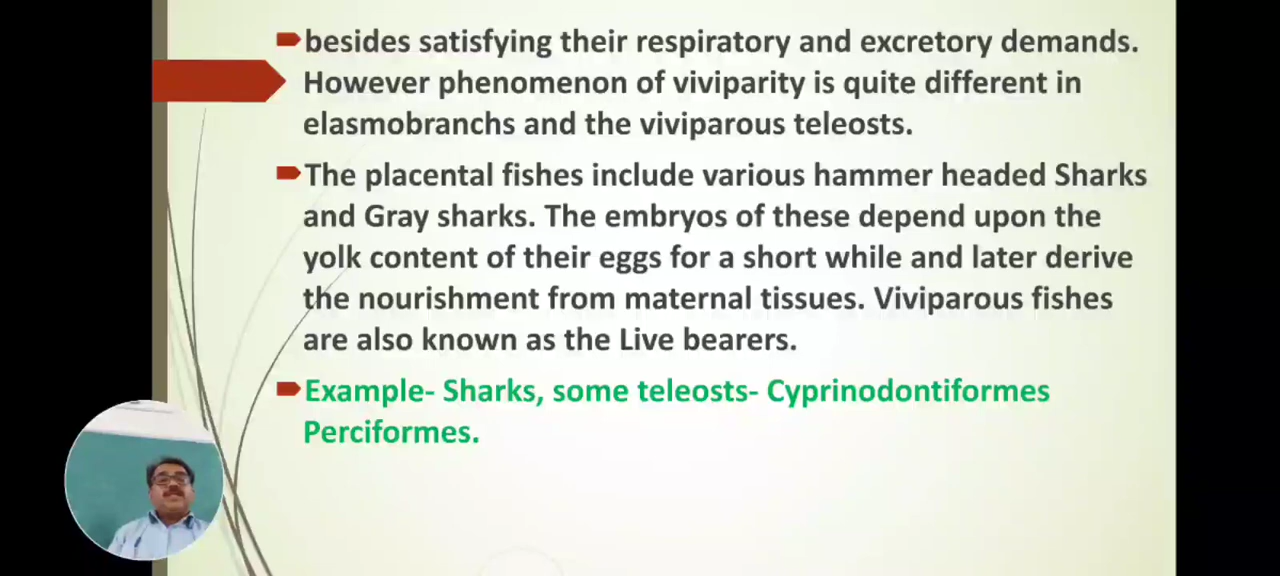 besides satisfying their respiratory and excretory demands.
However phenomenon of viviparity is quite different in
elasmobranchs and the viviparous teleosts.
The placental fishes include various hammer headed Sharks
and Gray sharks. The embryos of these depend upon the
yolk content of their eggs for a short while and later derive
the nourishment from maternal tissues. Viviparous fishes
are also known as the Live bearers.
Example- Sharks, some teleosts- Cyprinodontiformes
Perciformes.